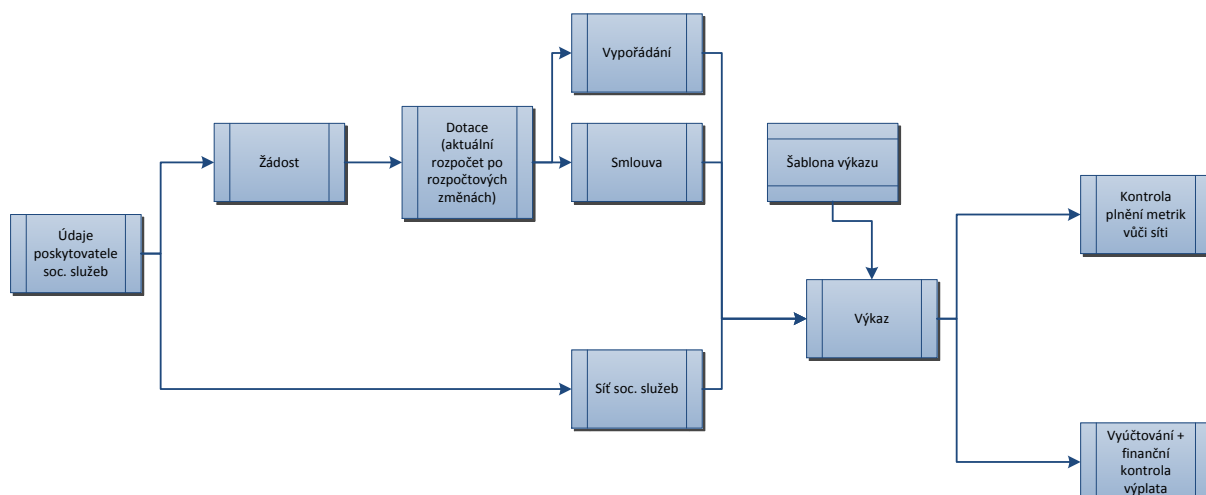 Vypořádání
Dotace
(aktuální
rozpočet po
rozpočtových
změnách)
Žádost
Smlouva
Šablona výkazu
Kontrola
plnění metrik
vůči síti
Údaje
poskytovatele
soc. služeb
Výkaz
Síť soc. služeb
Vyúčtování +
finanční
kontrola
výplata